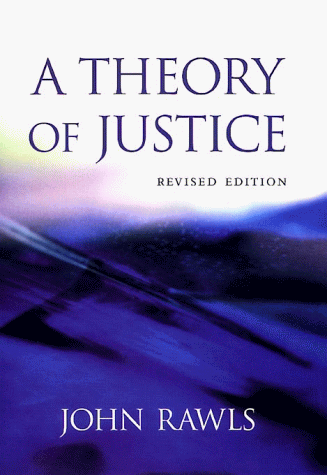 A THEORY
OF JUSTICE
REVISED EDITION
JOHN RAWLS